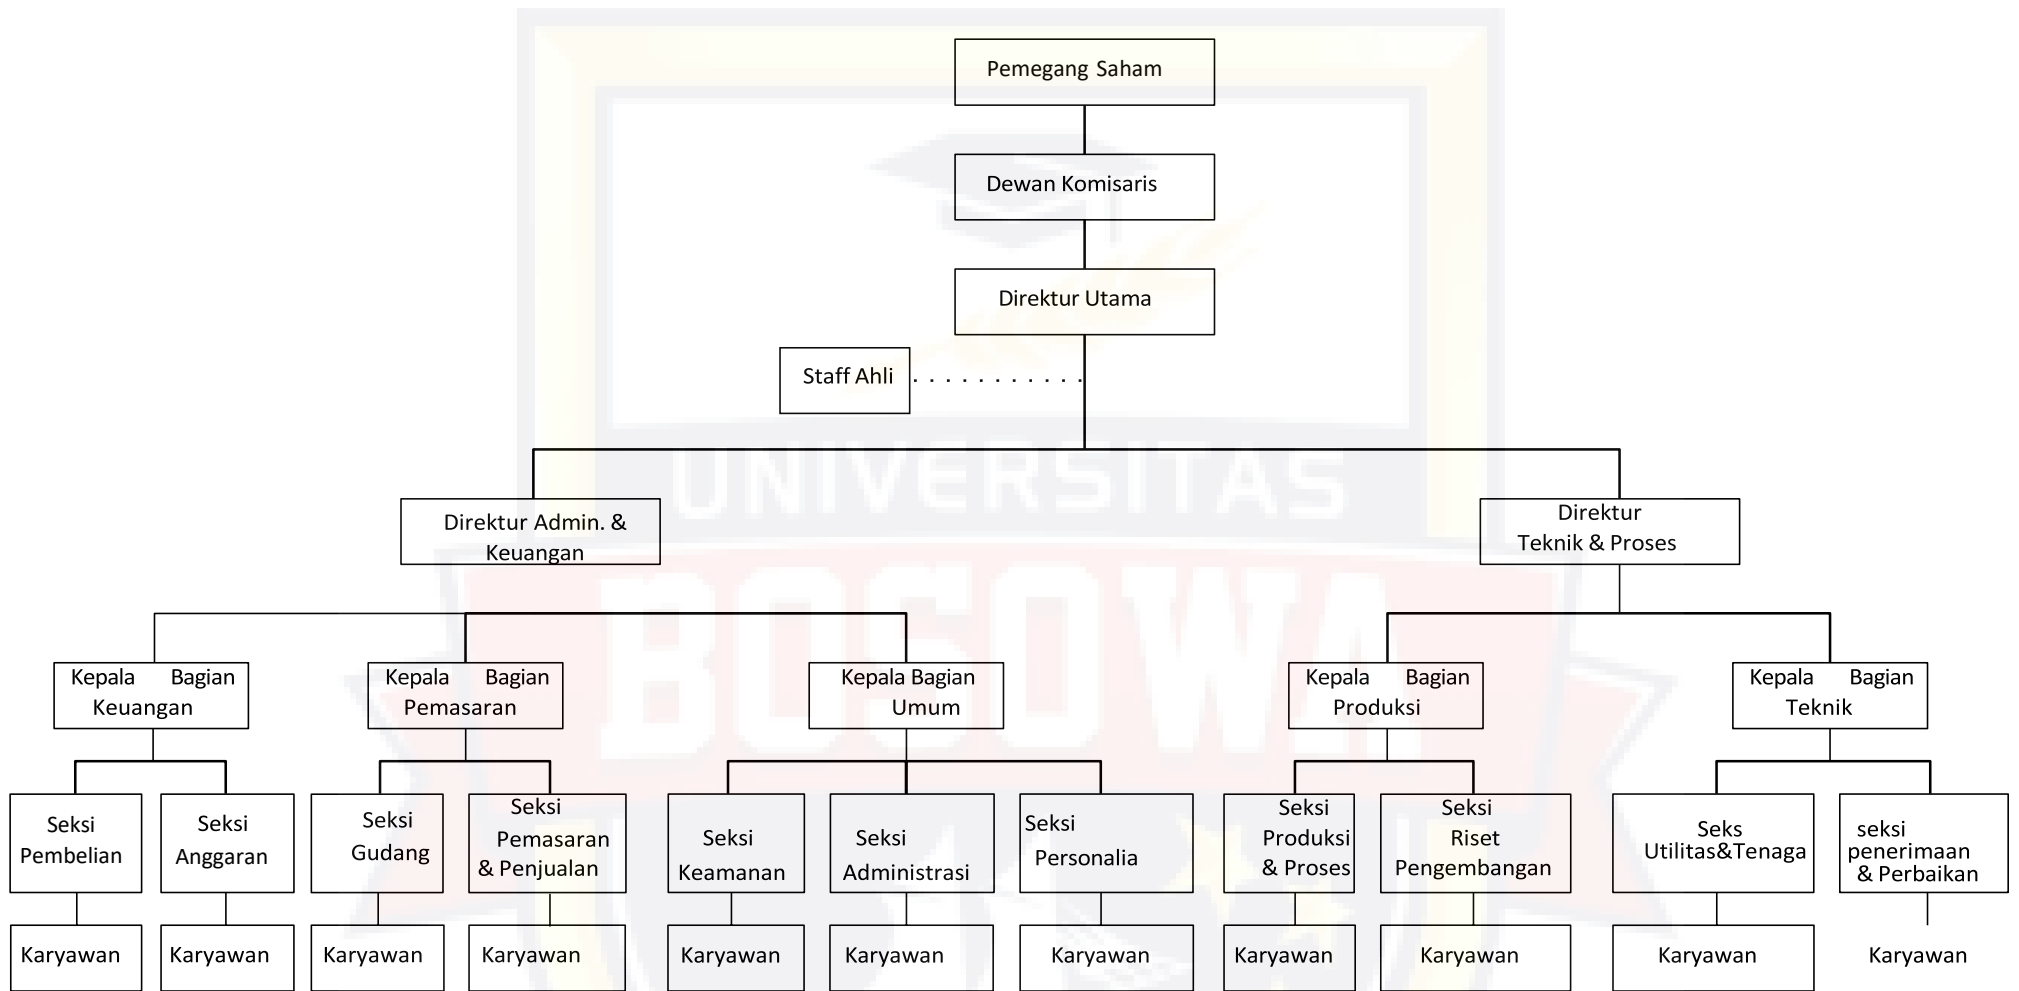 Pemegang Saham
Dewan Komisaris
Direktur Utama
Staff Ahli
UNIVERSITAS
Direktur Admin. &
Keuangan
Direktur
Teknik & Proses
BOSOWA
Kepala Bagian
Keuangan
Kepala Bagian
Pemasaran
Kepala Bagian
Umum
Kepala Bagian
Produksi
Kepala Bagian
Teknik
Seksi
Pembelian
Seksi
Anggaran
Seksi
Gudang
Seksi
Pemasaran
& Penjualan
Seksi
Keamanan
Seksi
Administrasi
Seksi
Personalia
Seksi
Produksi
& Proses
Seksi
Riset
Pengembangan
Seks
Utilitas&Tenaga
seksi
penerimaan
& Perbaikan
Karyawan
Karyawan
Karyawan
Karyawan
Karyawan
Karyawan
Karyawan
Karyawan
Karyawan
Karyawan
Karyawan